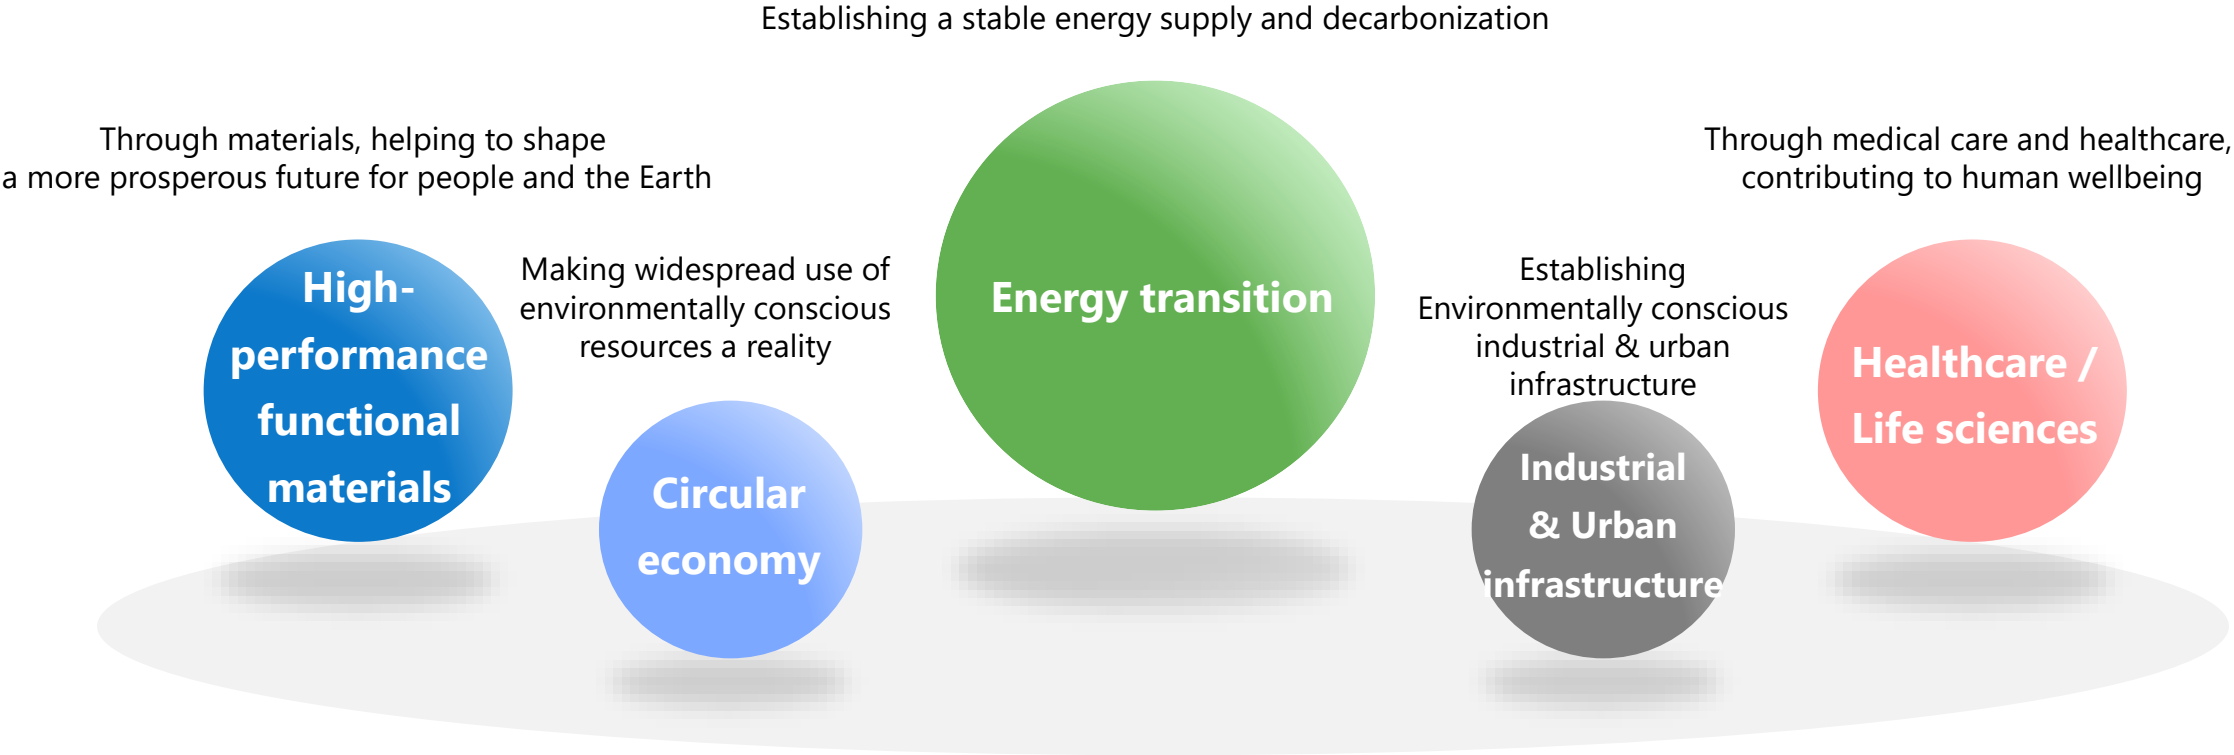 Establishing a stable energy supply and decarbonization
Through materials, helping to shape
a more prosperous future for people and the Earth
High-
performance
functional
materials
Making widespread use of
environmentally conscious
resources a reality
Circular
economy
Energy transition
Establishing
Environmentally conscious
industrial & urban
infrastructure
Industrial
& Urban
infrastructure
Through medical care and healthcare,
contributing to human wellbeing
Healthcare /
Life sciences